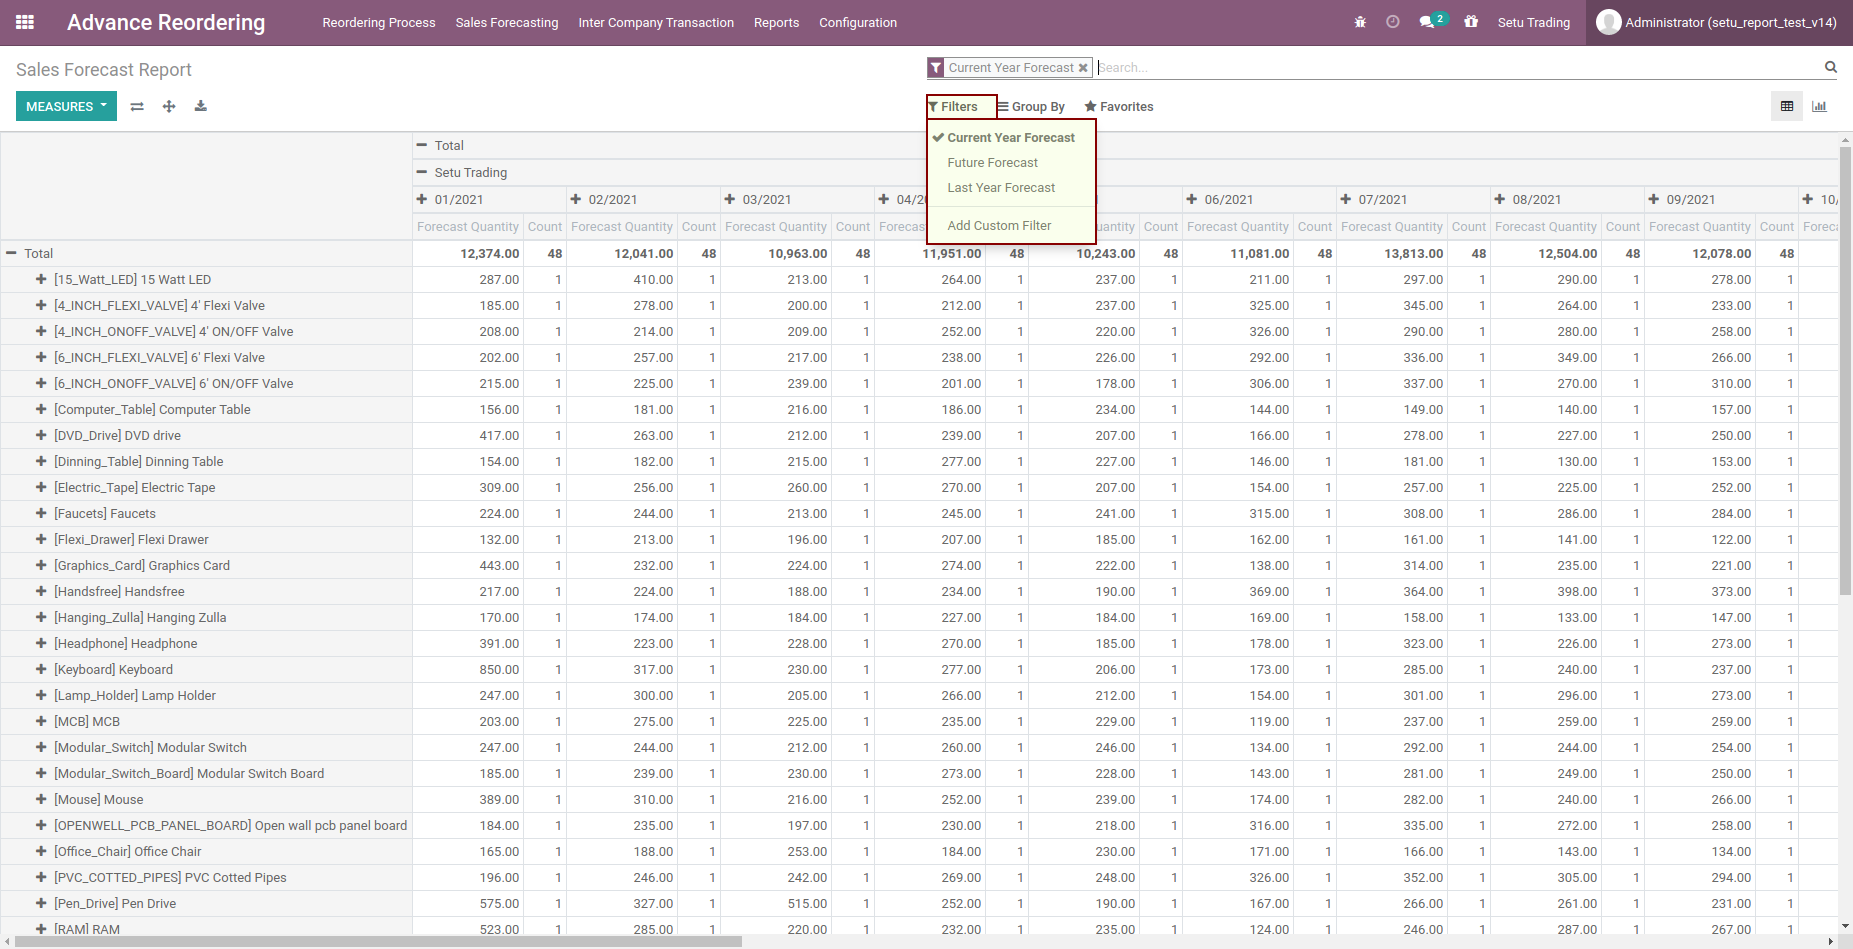 Advance Reordering Reordering Process Sales Forecasting Inter Company Transaction Reports Configuration 2 Setu Trading Administrator (setu_report_test_v14)
Sales Forecast Report Current Year Forecast Search...
MEASURES Filters Group By Favorites
Current Year Forecast
Future Forecast
Last Year Forecast
Add Custom Filter
Total
Setu Trading
01/2021 02/2021 03/2021 04/2 06/2021 07/2021 08/2021 09/2021 10/
Forecast Quantity Count Forecast Quantity Count Forecast Quantity Count Forecas uantity Count Forecast Quantity Count Forecast Quantity Count Forecast Quantity Count Forecast Quantity Count Foreca
Total 12,374.00 48 12,041.00 48 10,963.00 48 11,951.00 48 10,243.00 48 11,081.00 48 13,813.00 48 12,504.00 48 12,078.00 48
[15_Watt_LED] 15 Watt LED 287.00 1 410.00 1 213.00 1 264.00 1 237.00 1 211.00 1 297.00 1 290.00 1 278.00 1
[4_INCH_FLEXI_VALVE] 4' Flexi Valve 185.00 1 278.00 1 200.00 1 212.00 1 237.00 1 325.00 1 345.00 1 264.00 1 233.00 1
[4_INCH_ONOFF_VALVE] 4' ON/OFF Valve 208.00 1 214.00 1 209.00 1 252.00 1 220.00 1 326.00 1 290.00 1 280.00 1 258.00 1
[6_INCH_FLEXI_VALVE] 6' Flexi Valve 202.00 1 257.00 1 217.00 1 238.00 1 226.00 1 292.00 1 336.00 1 349.00 1 266.00 1
[6_INCH_ONOFF_VALVE] 6' ON/OFF Valve 215.00 1 225.00 1 239.00 1 201.00 1 178.00 1 306.00 1 337.00 1 270.00 1 310.00 1
[Computer_Table] Computer Table 156.00 1 181.00 1 216.00 1 186.00 1 234.00 1 144.00 1 149.00 1 140.00 1 157.00 1
[DVD_Drive] DVD drive 417.00 1 263.00 1 212.00 1 239.00 1 207.00 1 166.00 1 278.00 1 227.00 1 250.00 1
[Dinning_Table] Dinning Table 154.00 1 182.00 1 215.00 1 277.00 1 227.00 1 146.00 1 181.00 1 130.00 1 153.00 1
[Electric_Tape] Electric Tape 309.00 1 256.00 1 260.00 1 270.00 1 207.00 1 154.00 1 257.00 1 225.00 1 252.00 1
[Faucets] Faucets 224.00 1 244.00 1 213.00 1 245.00 1 241.00 1 315.00 1 308.00 1 286.00 1 284.00 1
[Flexi_Drawer] Flexi Drawer 132.00 1 213.00 1 196.00 1 207.00 1 185.00 1 162.00 1 161.00 1 141.00 1 122.00 1
[Graphics_Card] Graphics Card 443.00 1 232.00 1 224.00 1 274.00 1 222.00 1 138.00 1 314.00 1 235.00 1 221.00 1
[Handsfree] Handsfree 217.00 1 224.00 1 188.00 1 234.00 1 190.00 1 369.00 1 364.00 1 398.00 1 373.00 1
[Hanging_Zulla] Hanging Zulla 170.00 1 174.00 1 184.00 1 227.00 1 184.00 1 169.00 1 158.00 1 133.00 1 147.00 1
[Headphone] Headphone 391.00 1 223.00 1 228.00 1 270.00 1 185.00 1 178.00 1 323.00 1 226.00 1 273.00 1
[Keyboard] Keyboard 850.00 1 317.00 1 230.00 1 277.00 1 206.00 1 173.00 1 285.00 1 240.00 1 237.00 1
[Lamp_Holder] Lamp Holder 247.00 1 300.00 1 205.00 1 266.00 1 212.00 1 154.00 1 301.00 1 296.00 1 273.00 1
[MCB] MCB 203.00 1 275.00 1 225.00 1 235.00 1 229.00 1 119.00 1 237.00 1 259.00 1 259.00 1
[Modular_Switch] Modular Switch 247.00 1 244.00 1 212.00 1 260.00 1 246.00 1 134.00 1 292.00 1 244.00 1 254.00 1
[Modular_Switch_Board] Modular Switch Board 185.00 1 239.00 1 230.00 1 273.00 1 228.00 1 143.00 1 281.00 1 249.00 1 250.00 1
[Mouse] Mouse 389.00 1 310.00 1 216.00 1 252.00 1 239.00 1 174.00 1 282.00 1 240.00 1 266.00 1
[OPENWELL_PCB_PANEL_BOARD] Open wall pcb panel board 184.00 1 235.00 1 197.00 1 230.00 1 218.00 1 316.00 1 335.00 1 272.00 1 258.00 1
[Office_Chair] Office Chair 165.00 1 188.00 1 253.00 1 184.00 1 230.00 1 171.00 1 166.00 1 143.00 1 134.00 1
[PVC_COTTED_PIPES] PVC Cotted Pipes 196.00 1 246.00 1 242.00 1 269.00 1 248.00 1 326.00 1 352.00 1 305.00 1 294.00 1
[Pen_Drive] Pen Drive 575.00 1 327.00 1 515.00 1 252.00 1 190.00 1 167.00 1 266.00 1 261.00 1 231.00 1
[RAM] RAM 523.00 1 285.00 1 220.00 1 232.00 1 235.00 1 124.00 1 246.00 1 287.00 1 267.00 1